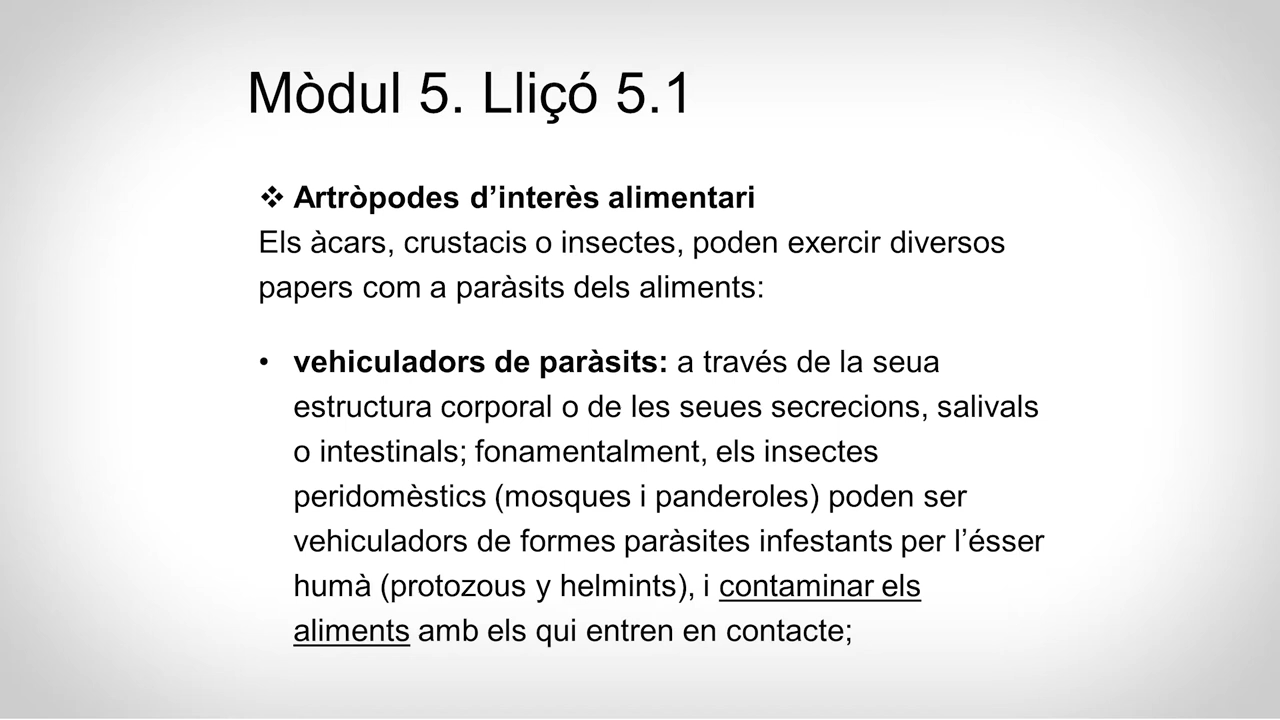 Mòdul 5. Lliçó 5.1
❖ Artròpodes d’interès alimentari
Els àcars, crustacis o insectes, poden exercir diversos
papers com a paràsits dels aliments:
• vehiculadors de paràsits: a través de la seua
estructura corporal o de les seues secrecions, salivals
o intestinals; fonamentalment, els insectes
peridomèstics (mosques i panderoles) poden ser
vehiculadors de formes paràsites infestants per l’ésser
humà (protozous y helmints), i contaminar els
aliments amb els qui entren en contacte;